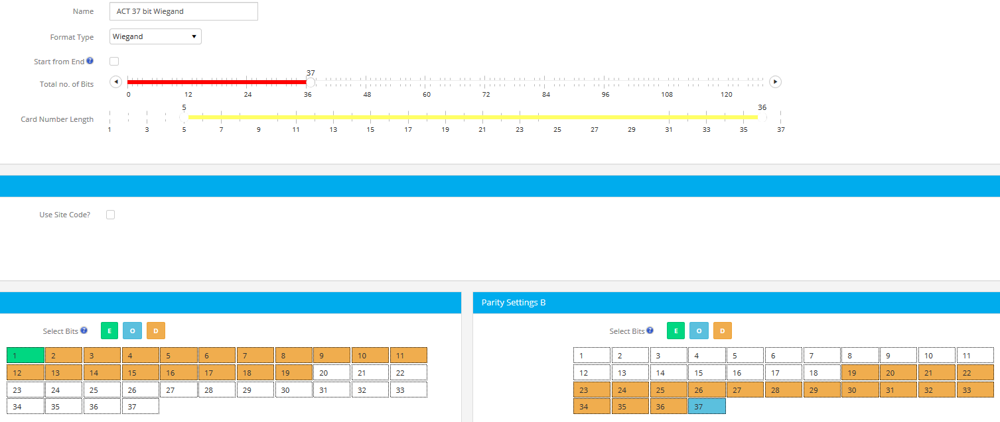 Name ACT 37 bit Wiegand
Format Type Wiegand
Start from End ?
37
Total no. of Bits
0 12 24 36 48 60 72 84 96 108 120
5 36
Card Number Length
1 3 5 7 9 11 13 15 17 19 21 23 25 27 29 31 33 35 37
Use Site Code?
Parity Settings B
Select Bits ? E O D
1 2 3 4 5 6 7 8 9 10 11
12 13 14 15 16 17 18 19 20 21 22
23 24 25 26 27 28 29 30 31 32 33
34 35 36 37
Select Bits ? E O D
1 2 3 4 5 6 7 8 9 10 11
12 13 14 15 16 17 18 19 20 21 22
23 24 25 26 27 28 29 30 31 32 33
34 35 36 37